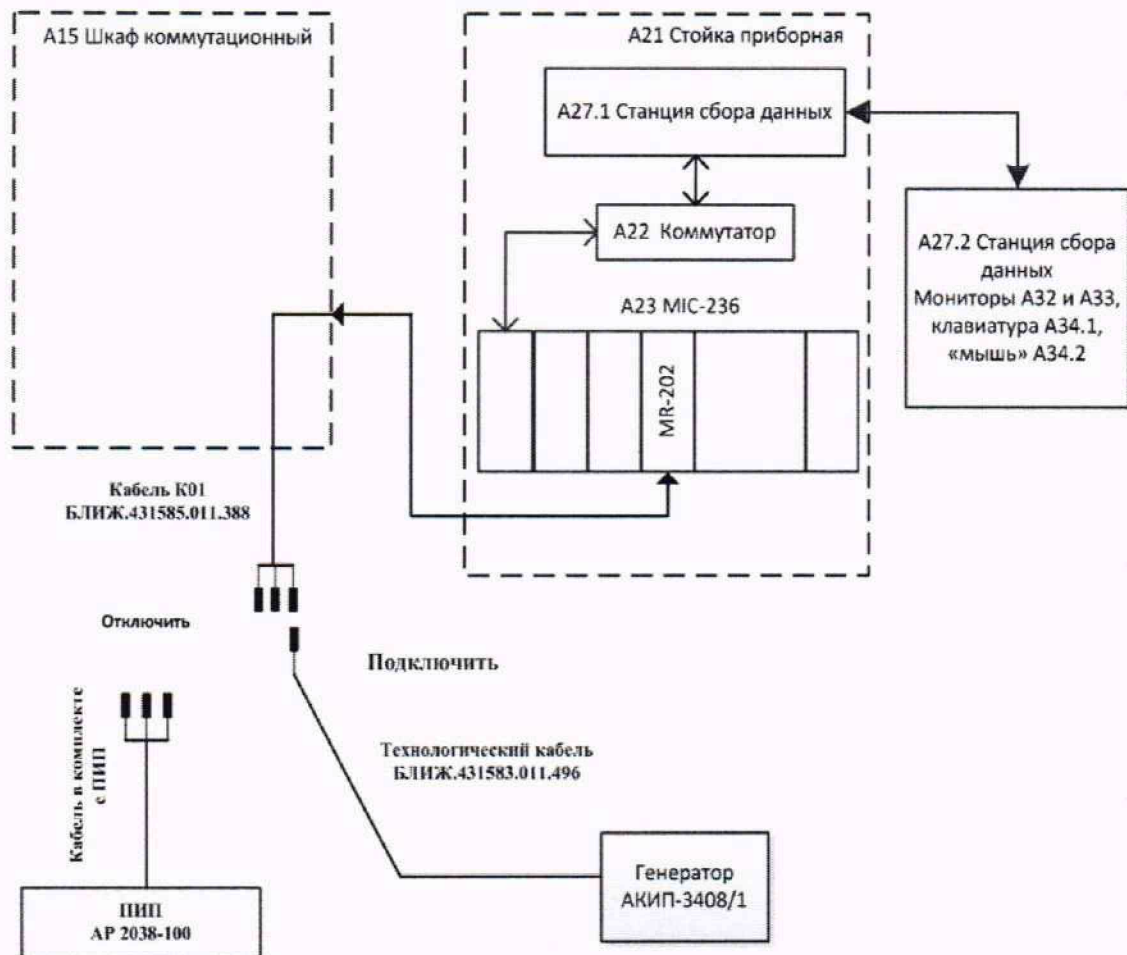 А15 Шкаф коммутационный
А21 Стойка приборная
А27.1 Станция сбора данных
А22 Коммутатор
А27.2 Станция сбора
данных
Мониторы А32 и А33,
клавиатура А34.1,
«мышь» А34.2
А23 MIC-236
MR-202
Кабель К01
БЛИЖ.431585.011.388
Отключить
Подключить
Кабель в комплекте
с ПИП
Технологический кабель
БЛИЖ.431583.011.496
Генератор
АКИП-3408/1
ПИП
АР 2038-100